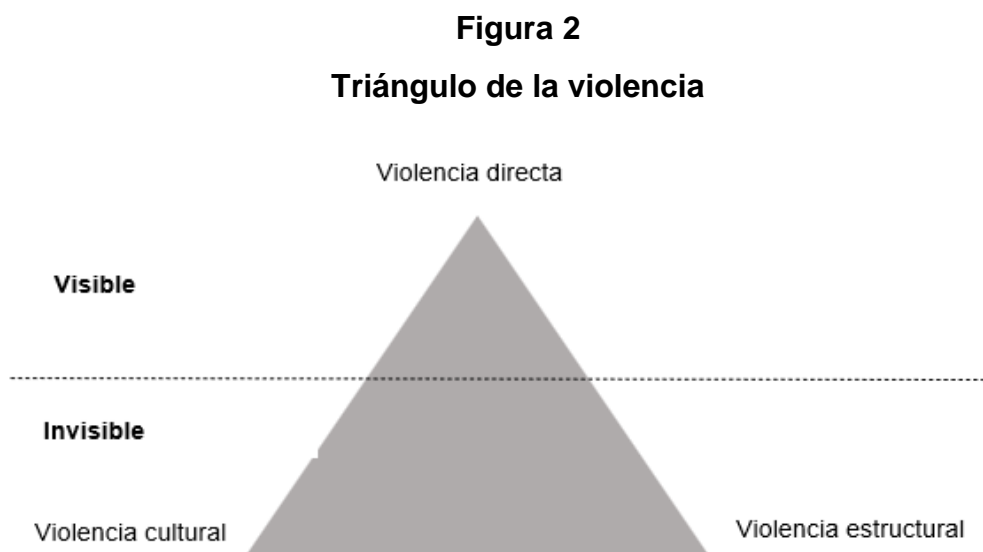 Figura 2
Triángulo de la violencia
Violencia directa
Visible
Invisible
Violencia cultural
Violencia estructural